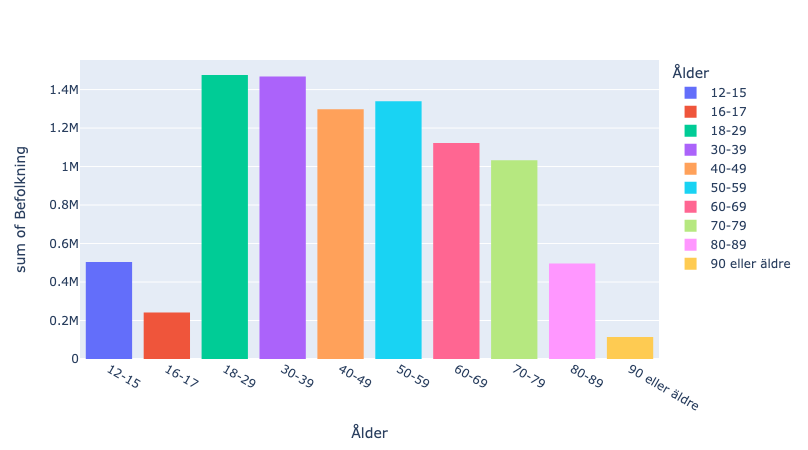 sum of Befolkning
1.4M
1.2M
1M
0.8M
0.6M
0.4M
0.2M
0
12-15
16-17
18-29
30-39
40-49
50-59
60-69
70-79
80-89
90 eller äldre
Ålder
Ålder
12-15
16-17
18-29
30-39
40-49
50-59
60-69
70-79
80-89
90 eller äldre